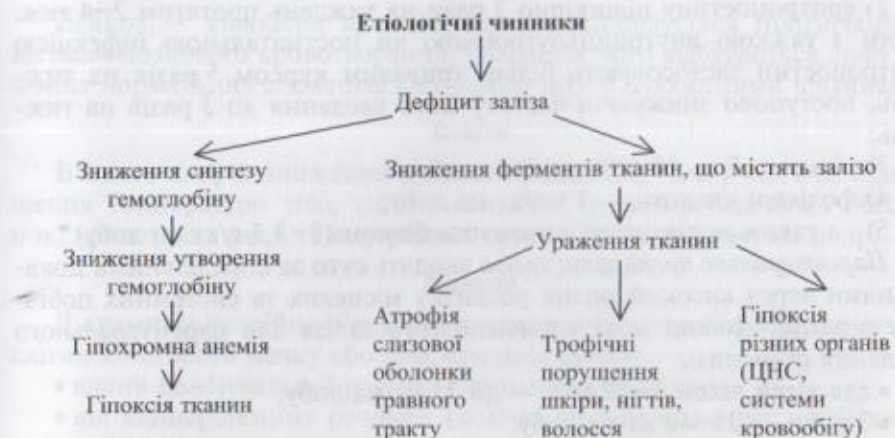 Етіологічні чинники
Дефіцит заліза
Зниження синтезу
гемоглобіну
Зниження ферментів тканин, що містять залізо
Зниження утворення
гемоглобіну
Ураження тканин
Гіпохромна анемія
Гіпоксія тканин
Атрофія
слизової
оболонки
травного
тракту
Трофічні
порушення
шкіри, нігтів,
волосся
Гіпоксія
різних органів
(ЦНС,
системи
кровообігу)